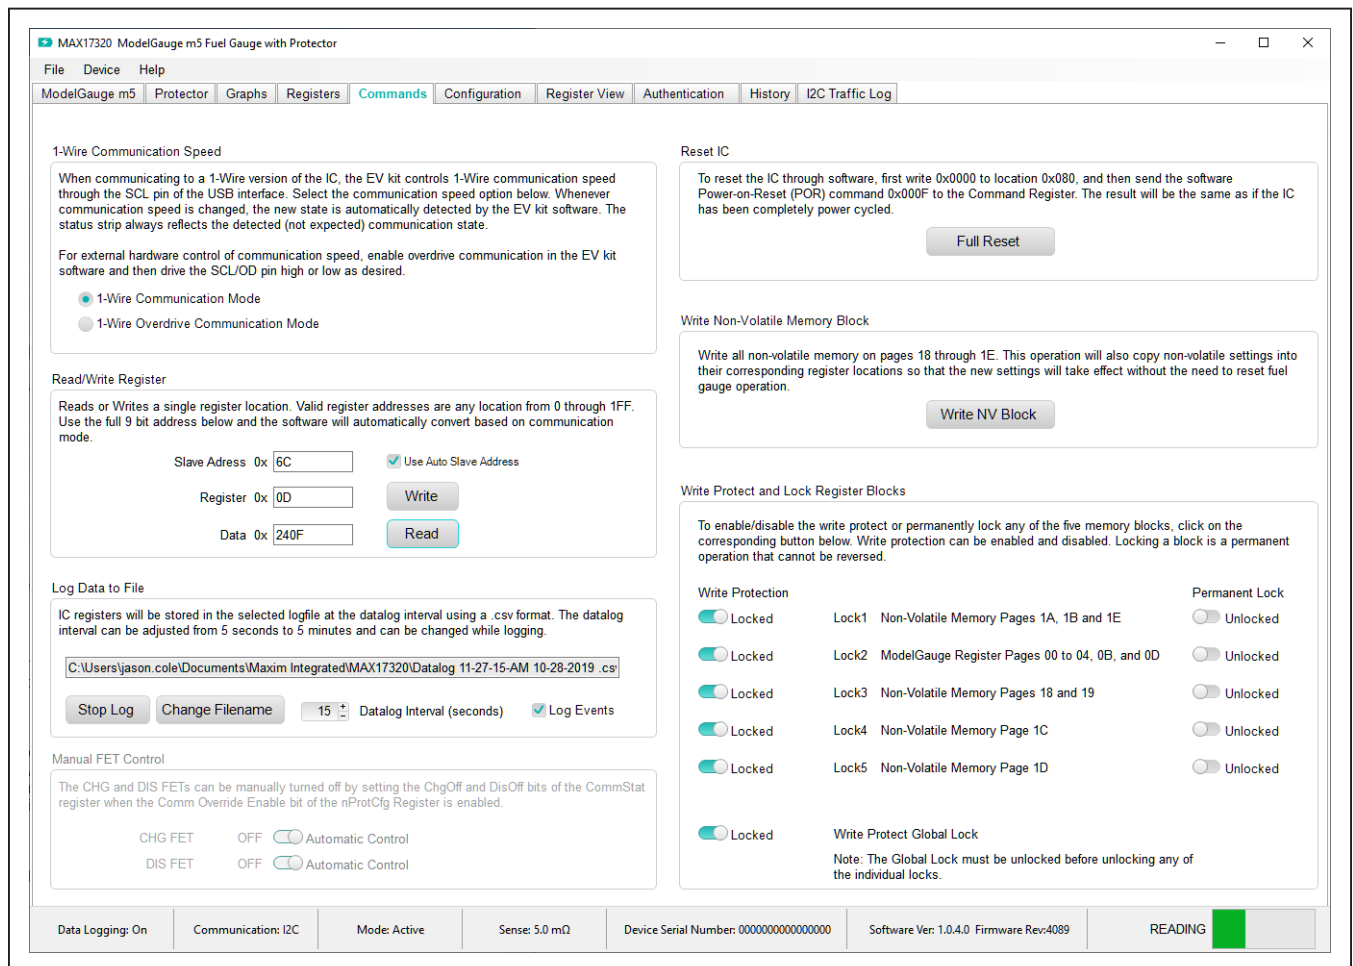 MAX17320 ModelGauge m5 Fuel Gauge with Protector
File Device Help
ModelGauge m5 Protector Graphs Registers Commands Configuration Register View Authentication History I2C Traffic Log
1-Wire Communication Speed
When communicating to a 1-Wire version of the IC, the EV kit controls 1-Wire communication speed
through the SCL pin of the USB interface. Select the communication speed option below. Whenever
communication speed is changed, the new state is automatically detected by the EV kit software. The
status strip always reflects the detected (not expected) communication state.
For external hardware control of communication speed, enable overdrive communication in the EV kit
software and then drive the SCL/OD pin high or low as desired.
1-Wire Communication Mode
1-Wire Overdrive Communication Mode
Read/Write Register
Reads or Writes a single register location. Valid register addresses are any location from 0 through 1FF.
Use the full 9 bit address below and the software will automatically convert based on communication
mode.
Slave Adress 0x 6C Use Auto Slave Address
Register 0x 0D Write
Data 0x 240F Read
Log Data to File
IC registers will be stored in the selected logfile at the datalog interval using a .csv format. The datalog
interval can be adjusted from 5 seconds to 5 minutes and can be changed while logging.
C:\Users\jason.cole\Documents\Maxim Integrated\MAX17320\Datalog 11-27-15-AM 10-28-2019 .cs
Stop Log Change Filename 15 Datalog Interval (seconds) Log Events
Manual FET Control
The CHG and DIS FETs can be manually turned off by setting the ChgOff and DisOff bits of the CommStat
register when the Comm Override Enable bit of the nProtCfg Register is enabled.
CHG FET OFF Automatic Control
DIS FET OFF Automatic Control
Reset IC
To reset the IC through software, first write 0x0000 to location 0x080, and then send the software
Power-on-Reset (POR) command 0x000F to the Command Register. The result will be the same as if the IC
has been completely power cycled.
Full Reset
Write Non-Volatile Memory Block
Write all non-volatile memory on pages 18 through 1E. This operation will also copy non-volatile settings into
their corresponding register locations so that the new settings will take effect without the need to reset fuel
gauge operation.
Write NV Block
Write Protect and Lock Register Blocks
To enable/disable the write protect or permanently lock any of the five memory blocks, click on the
corresponding button below. Write protection can be enabled and disabled. Locking a block is a permanent
operation that cannot be reversed.
Write Protection Permanent Lock
Locked Lock1 Non-Volatile Memory Pages 1A, 1B and 1E Unlocked
Locked Lock2 ModelGauge Register Pages 00 to 04, 0B, and 0D Unlocked
Locked Lock3 Non-Volatile Memory Pages 18 and 19 Unlocked
Locked Lock4 Non-Volatile Memory Page 1C Unlocked
Locked Lock5 Non-Volatile Memory Page 1D Unlocked
Locked Write Protect Global Lock
Note: The Global Lock must be unlocked before unlocking any of
the individual locks.
Data Logging: On Communication: I2C Mode: Active Sense: 5.0 mΩ Device Serial Number: 0000000000000000 Software Ver: 1.0.4.0 Firmware Rev:4089 READING